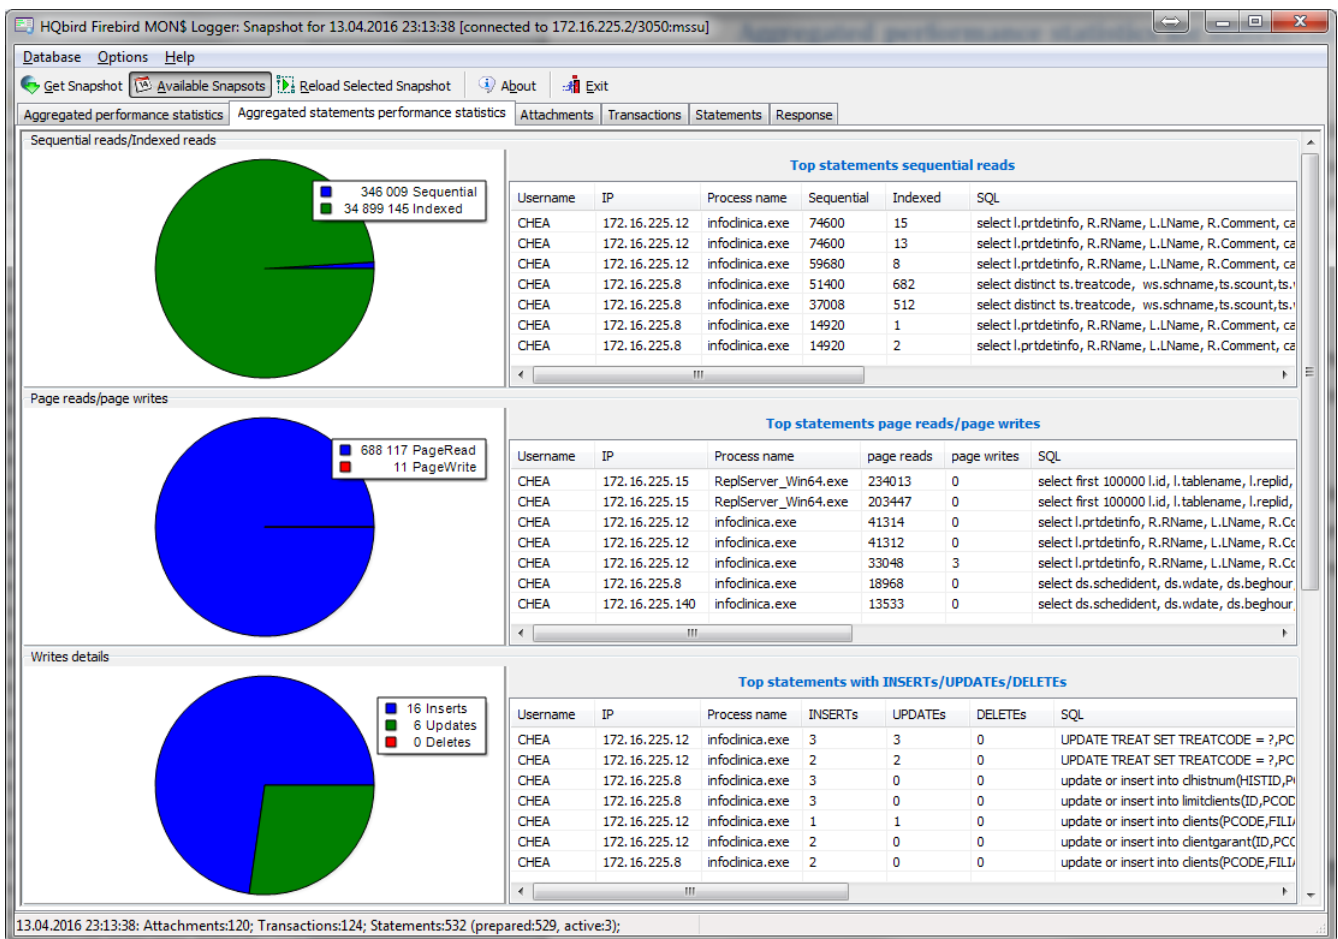 HQbird Firebird MON$ Logger: Snapshot for 13.04.2016 23:13:38 [connected to 172.16.225.2/3050:mssu]
Database Options Help
Get Snapshot Available Snapsots Reload Selected Snapshot About Exit
Aggregated performance statistics Aggregated statements performance statistics Attachments Transactions Statements Response
Sequential reads/Indexed reads
346 009 Sequential
34 899 145 Indexed
Top statements sequential reads
Username IP Process name Sequential Indexed SQL
CHEA 172.16.225.12 infoclinica.exe 74600 15 select l.prtdetinfo, R.RName, L.LName, R.Comment, ca
CHEA 172.16.225.12 infoclinica.exe 74600 13 select l.prtdetinfo, R.RName, L.LName, R.Comment, ca
CHEA 172.16.225.12 infoclinica.exe 59680 8 select l.prtdetinfo, R.RName, L.LName, R.Comment, ca
CHEA 172.16.225.8 infoclinica.exe 51400 682 select distinct ts.treatcode, ws.schname,ts.scount,ts.
CHEA 172.16.225.8 infoclinica.exe 37008 512 select distinct ts.treatcode, ws.schname,ts.scount,ts.
CHEA 172.16.225.8 infoclinica.exe 14920 1 select l.prtdetinfo, R.RName, L.LName, R.Comment, ca
CHEA 172.16.225.8 infoclinica.exe 14920 2 select l.prtdetinfo, R.RName, L.LName, R.Comment, ca
Page reads/page writes
688 117 PageRead
11 PageWrite
Top statements page reads/page writes
Username IP Process name page reads page writes SQL
CHEA 172.16.225.15 ReplServer_Win64.exe 234013 0 select first 100000 l.id, l.tablename, l.replid,
CHEA 172.16.225.15 ReplServer_Win64.exe 203447 0 select first 100000 l.id, l.tablename, l.replid,
CHEA 172.16.225.12 infoclinica.exe 41314 0 select l.prtdetinfo, R.RName, L.LName, R.Cc
CHEA 172.16.225.12 infoclinica.exe 41312 0 select l.prtdetinfo, R.RName, L.LName, R.Cc
CHEA 172.16.225.12 infoclinica.exe 33048 3 select l.prtdetinfo, R.RName, L.LName, R.Cc
CHEA 172.16.225.8 infoclinica.exe 18968 0 select ds.schedident, ds.wdate, ds.beghour,
CHEA 172.16.225.140 infoclinica.exe 13533 0 select ds.schedident, ds.wdate, ds.beghour,
Writes details
16 Inserts
6 Updates
0 Deletes
Top statements with INSERTs/UPDATEs/DELETEs
Username IP Process name INSERTs UPDATEs DELETEs SQL
CHEA 172.16.225.12 infoclinica.exe 3 3 0 UPDATE TREAT SET TREATCODE = ?,PC
CHEA 172.16.225.12 infoclinica.exe 2 2 0 UPDATE TREAT SET TREATCODE = ?,PC
CHEA 172.16.225.8 infoclinica.exe 3 0 0 update or insert into clhistnum(HISTID,P
CHEA 172.16.225.8 infoclinica.exe 3 0 0 update or insert into limitclients(ID,PCOD
CHEA 172.16.225.12 infoclinica.exe 1 1 0 update or insert into clients(PCODE,FILI
CHEA 172.16.225.12 infoclinica.exe 2 0 0 update or insert into clientgarant(ID,PCC
CHEA 172.16.225.8 infoclinica.exe 2 0 0 update or insert into clients(PCODE,FILI
13.04.2016 23:13:38: Attachments:120; Transactions:124; Statements:532 (prepared:529, active:3);